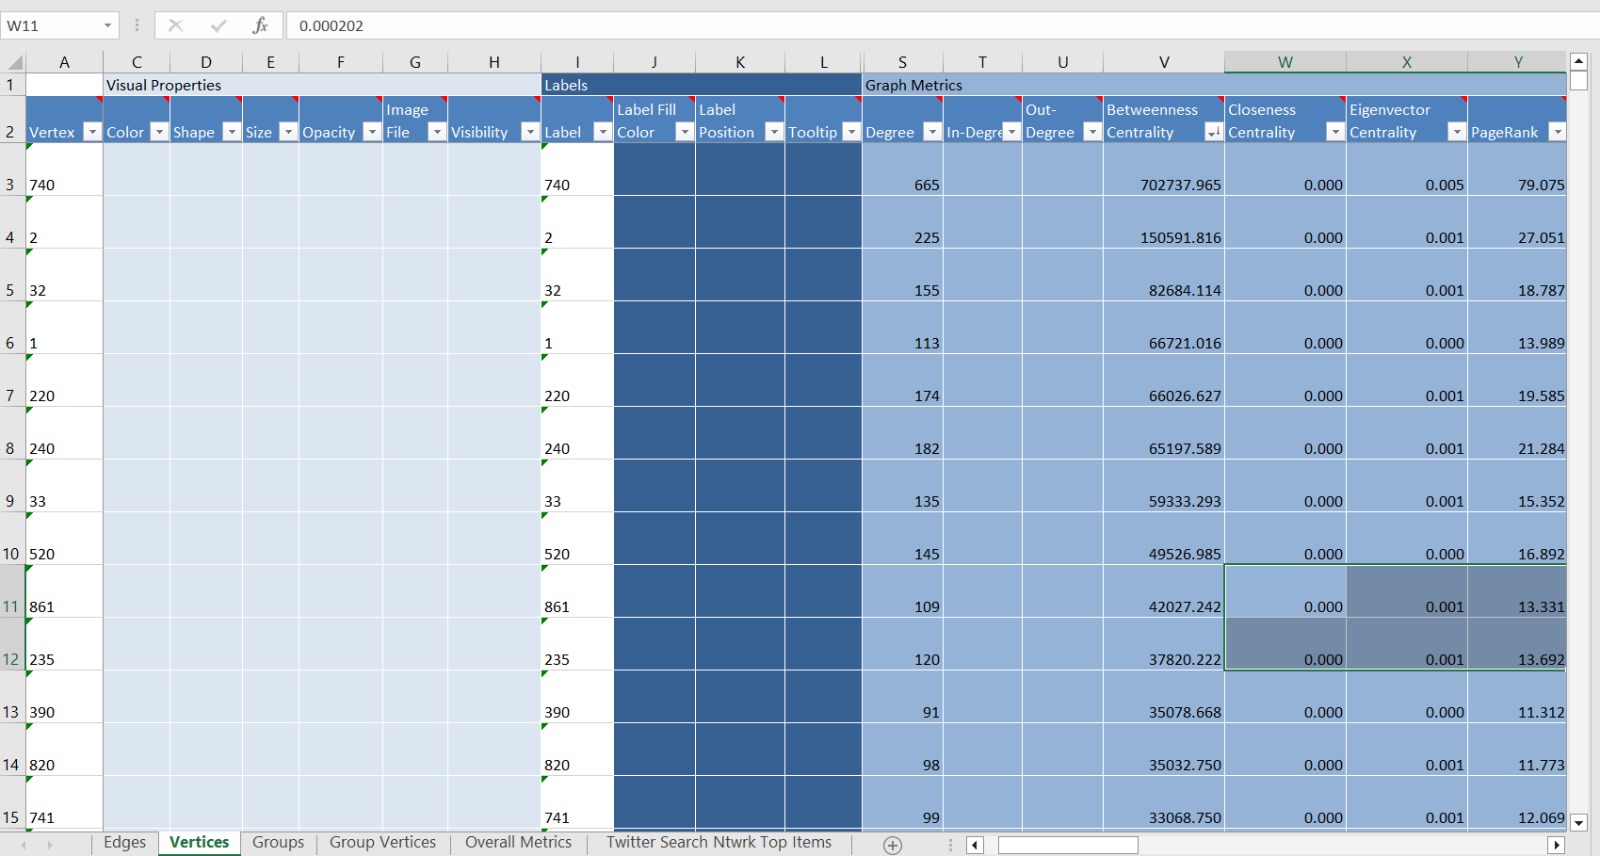 W11 fx 0.000202
A C D E F G H I J K L S T U V W X Y
1 Visual Properties Labels Graph Metrics
2 Vertex Color Shape Size Opacity Image File Visibility Label Label Fill Color Label Position Tooltip Degree In-Degre Out-Degree Betweenness Centrality Closeness Centrality Eigenvector Centrality PageRank
3 740 740 665 702737.965 0.000 0.005 79.075
4 2 2 225 150591.816 0.000 0.001 27.051
5 32 32 155 82684.114 0.000 0.001 18.787
6 1 1 113 66721.016 0.000 0.000 13.989
7 220 220 174 66026.627 0.000 0.001 19.585
8 240 240 182 65197.589 0.000 0.001 21.284
9 33 33 135 59333.293 0.000 0.001 15.352
10 520 520 145 49526.985 0.000 0.000 16.892
11 861 861 109 42027.242 0.000 0.001 13.331
12 235 235 120 37820.222 0.000 0.001 13.692
13 390 390 91 35078.668 0.000 0.000 11.312
14 820 820 98 35032.750 0.000 0.001 11.773
15 741 741 99 33068.750 0.000 0.001 12.069
Edges Vertices Groups Group Vertices Overall Metrics Twitter Search Ntwrk Top Items